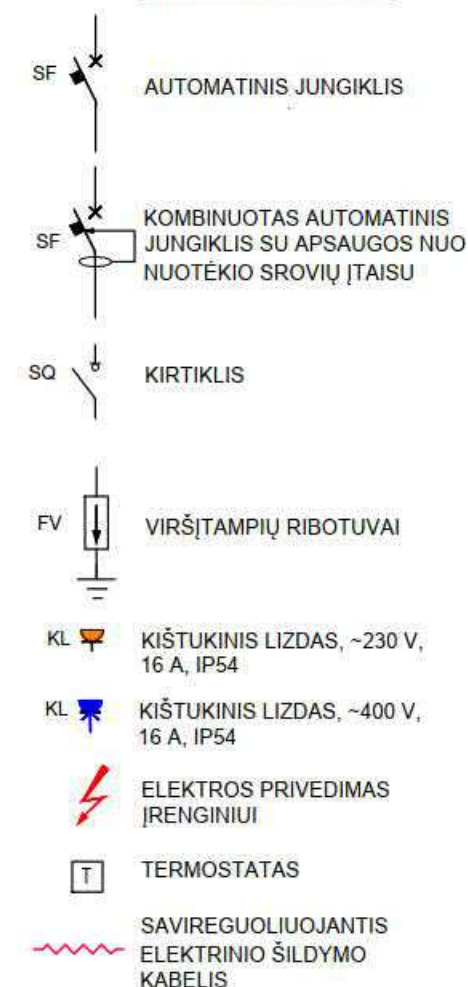 SF
AUTOMATINIS JUNGIKLIS
SF
KOMBINUOTAS AUTOMATINIS
JUNGIKLIS SU APSAUGOS NUO
NUOTĖKIO SROVIŲ ĮTAISU
SQ
KIRTIKLIS
FV
VIRŠĮTAMPIŲ RIBOTUVAI
KL
KIŠTUKINIS LIZDAS, ~230 V,
16 A, IP54
KL
KIŠTUKINIS LIZDAS, ~400 V,
16 A, IP54
ELEKTROS PRIVEDIMAS
ĮRENGINIUI
T
TERMOSTATAS
SAVIREGUOLIUOJANTIS
ELEKTRINIO ŠILDYMO
KABELIS